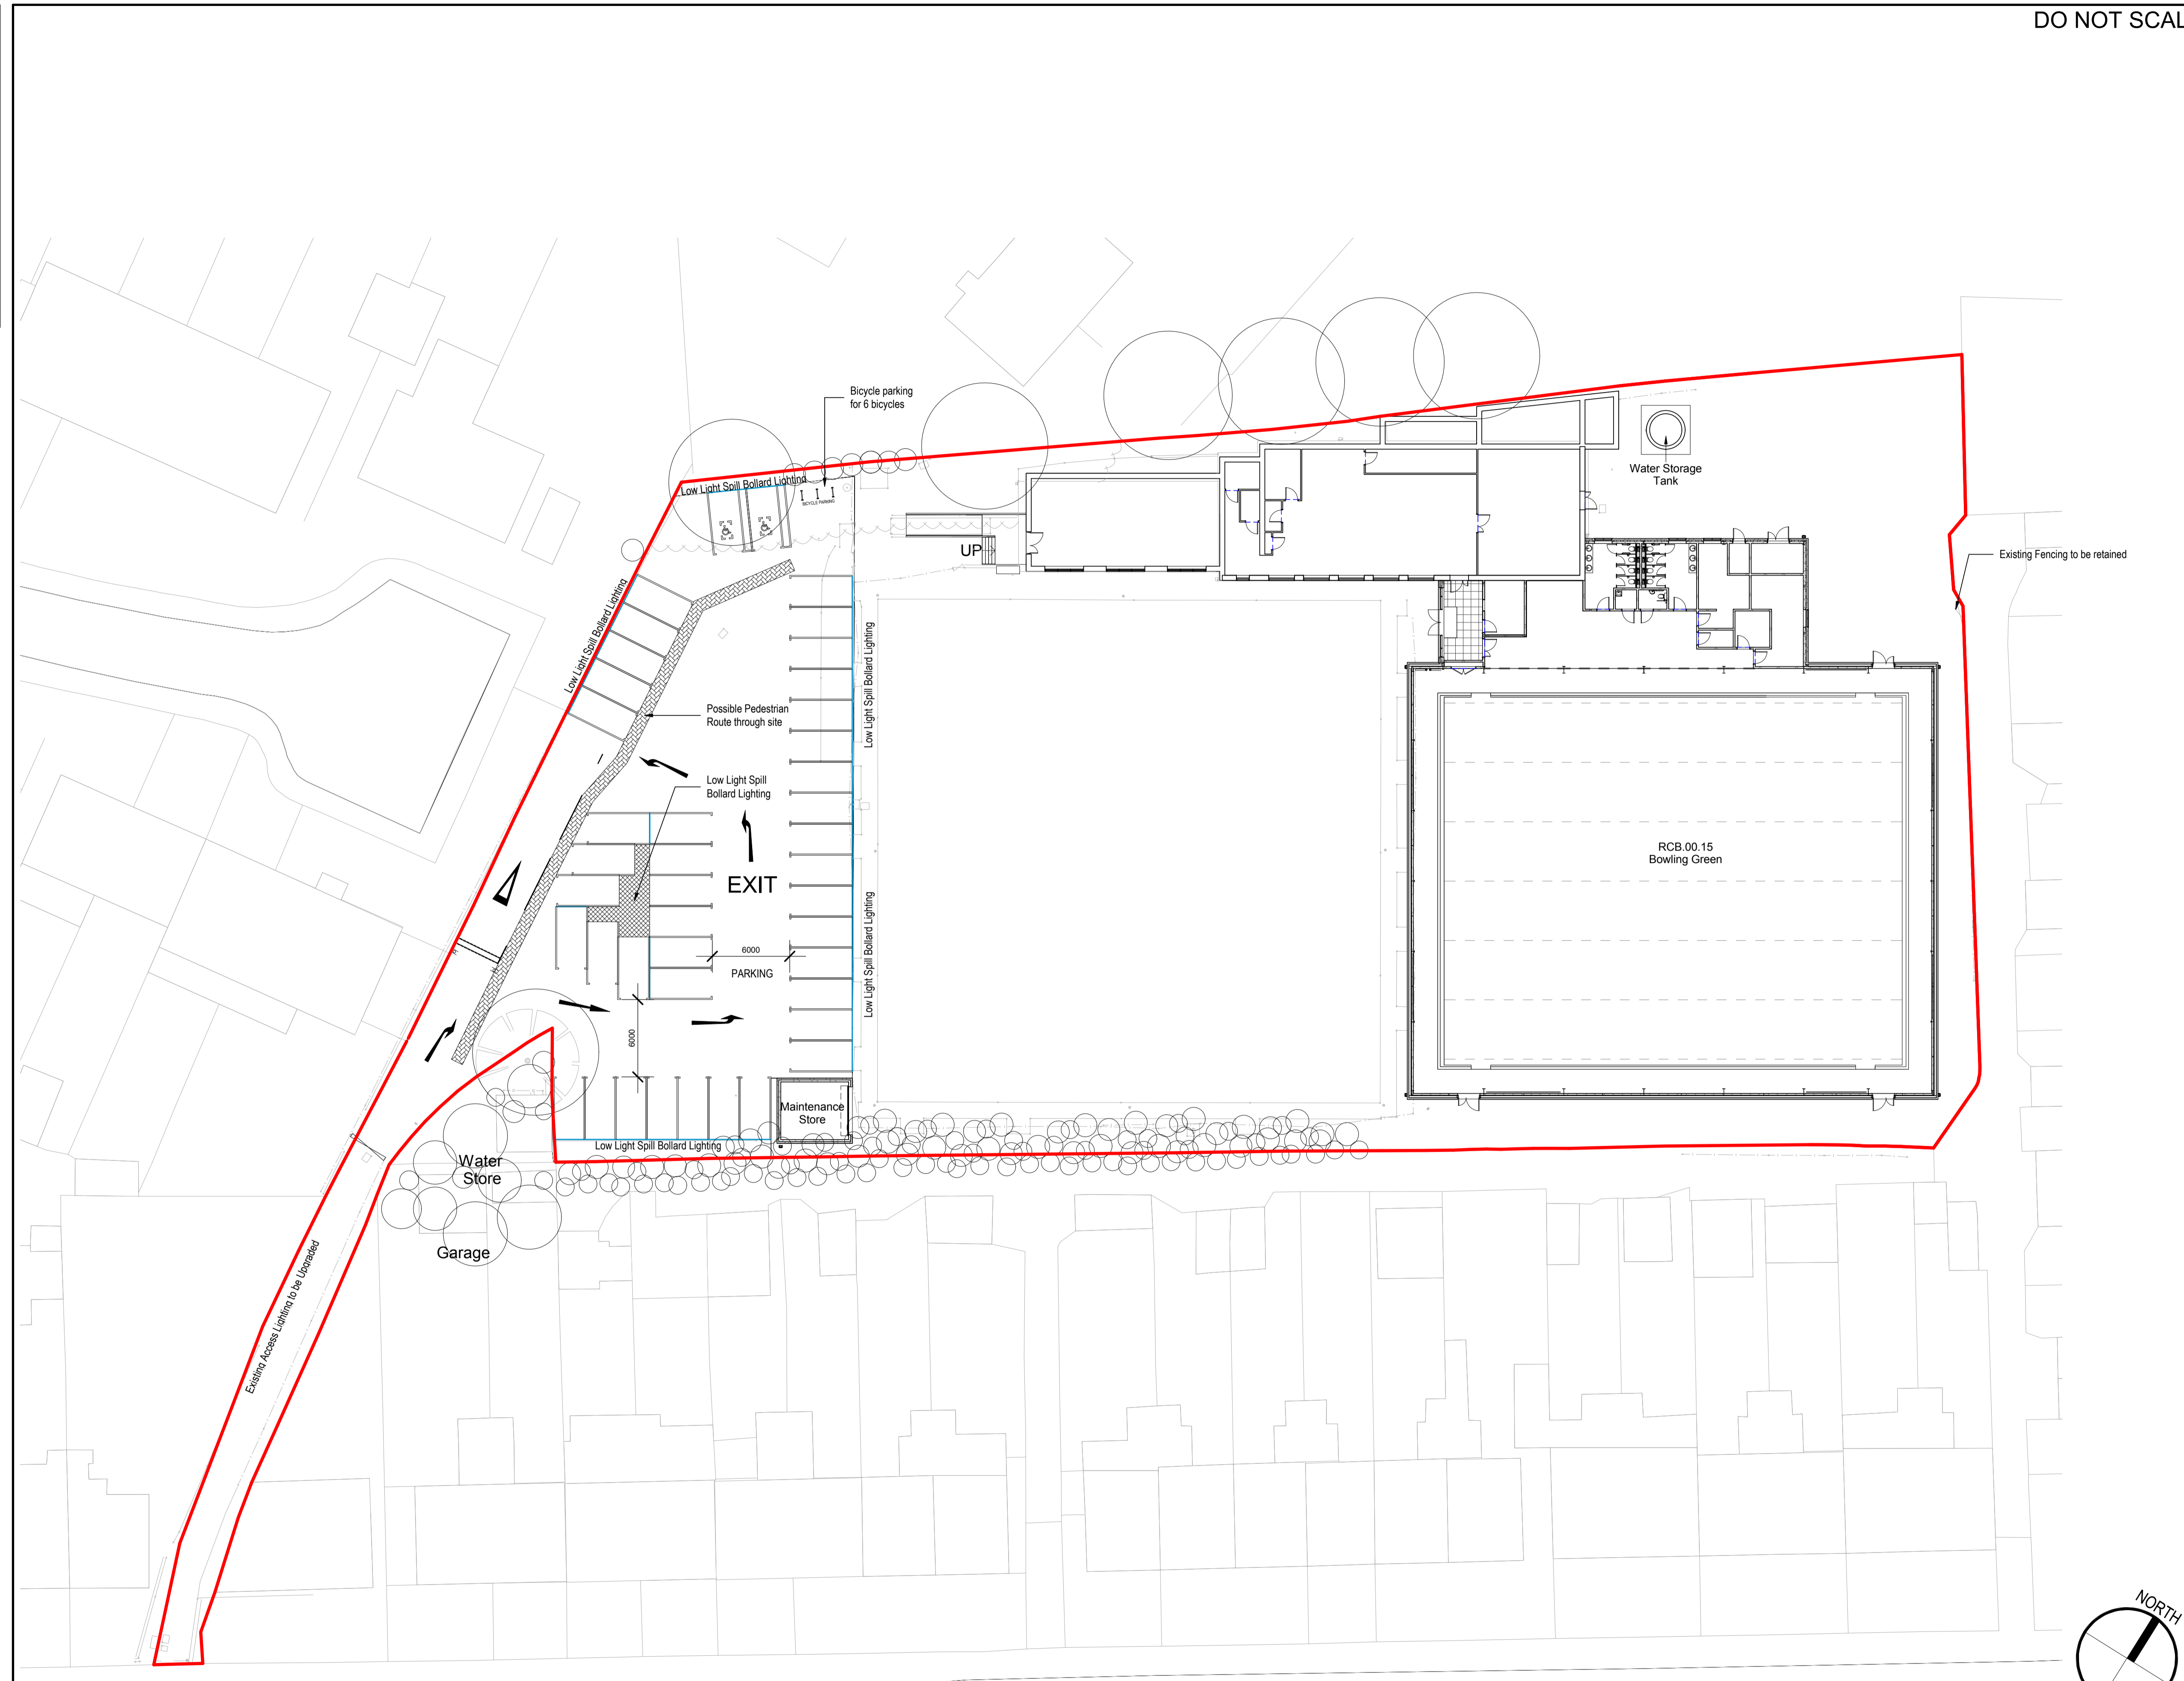 DO NOT SCAL
Bicycle parking
for 6 bicycles
Low Light Spill Bollard Lighting
BICYCLE PARKING
Water Storage
Tank
UP
Existing Fencing to be retained
Low Light Spill Bollard Lighting
Low Light Spill Bollard Lighting
Possible Pedestrian
Route through site
Low Light Spill
Bollard Lighting
RCB.00.15
Bowling Green
EXIT
6000
PARKING
Low Light Spill Bollard Lighting
6000
Maintenance
Store
Low Light Spill Bollard Lighting
Water
Store
Garage
Existing Access Lighting to be Upgraded
NORTH